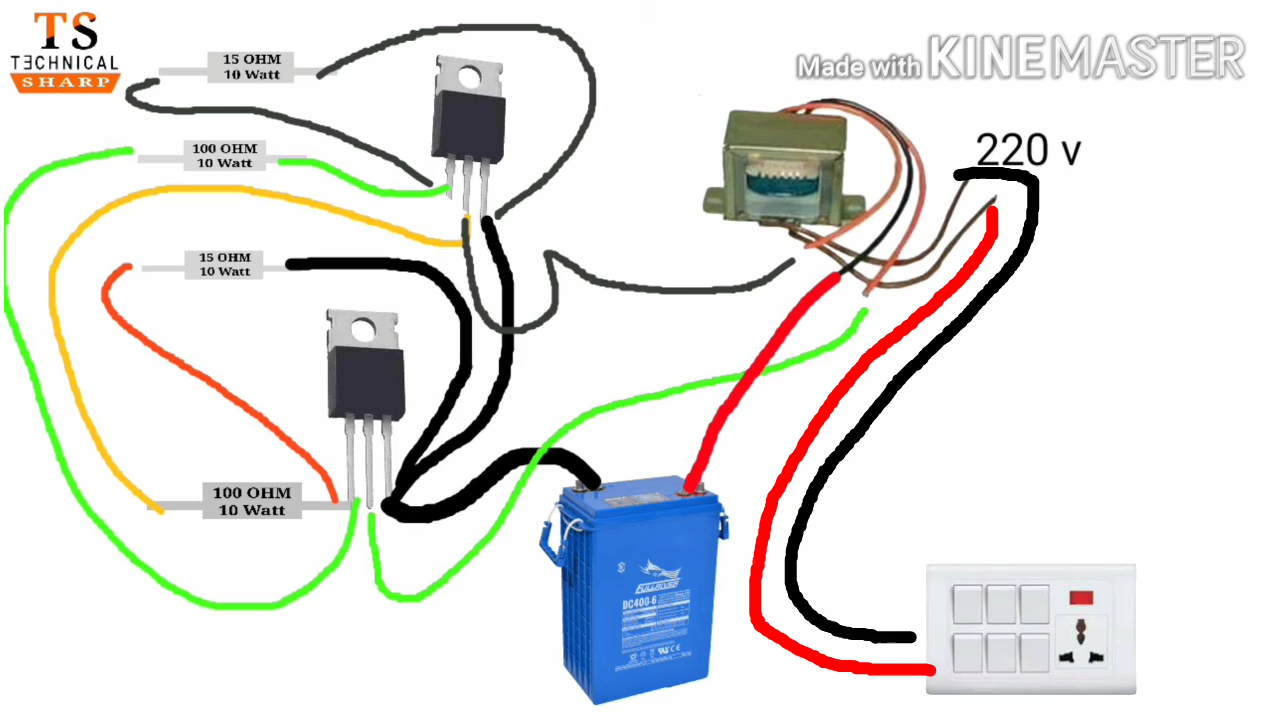 TS
TECHNICAL
SHARP
15 OHM
10 Watt
Made with KINEMASTER
100 OHM
10 Watt
220 v
15 OHM
10 Watt
100 OHM
10 Watt
FULLRIVER
DC400-6